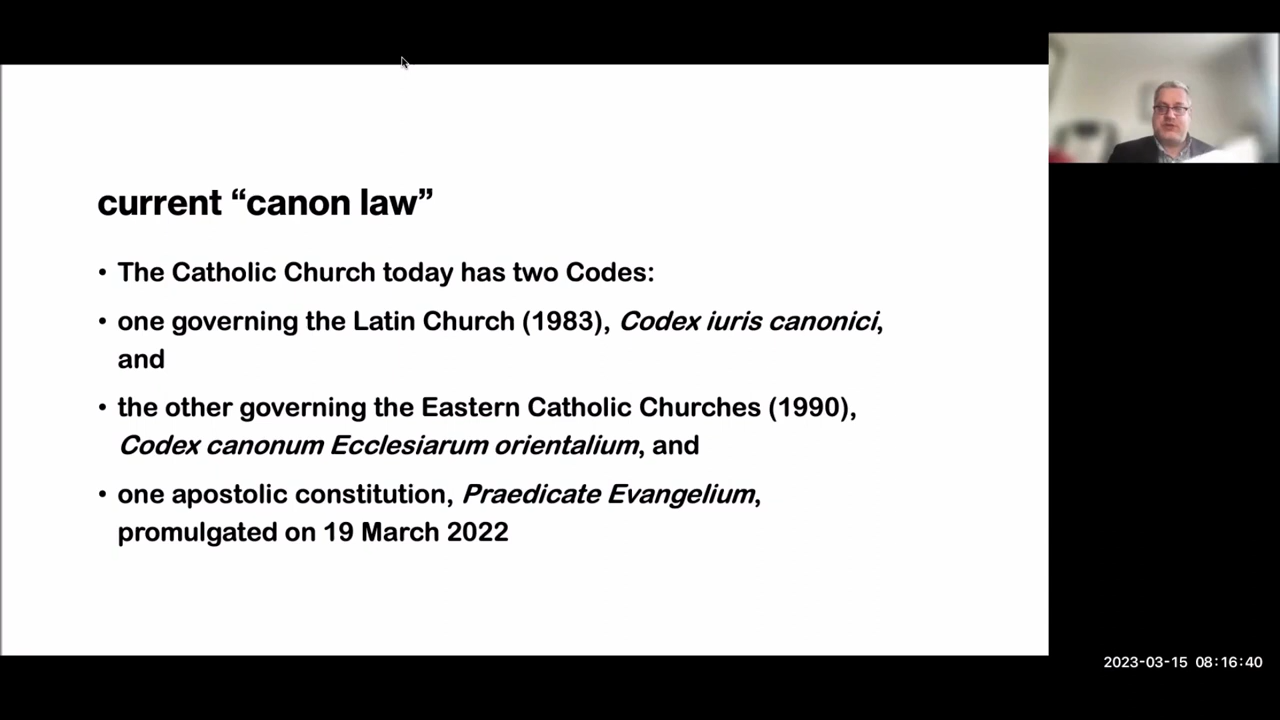 current “canon law”
• The Catholic Church today has two Codes:
• one governing the Latin Church (1983), Codex iuris canonici,
and
• the other governing the Eastern Catholic Churches (1990),
Codex canonum Ecclesiarum orientalium, and
• one apostolic constitution, Praedicate Evangelium,
promulgated on 19 March 2022
2023-03-15 08:16:40